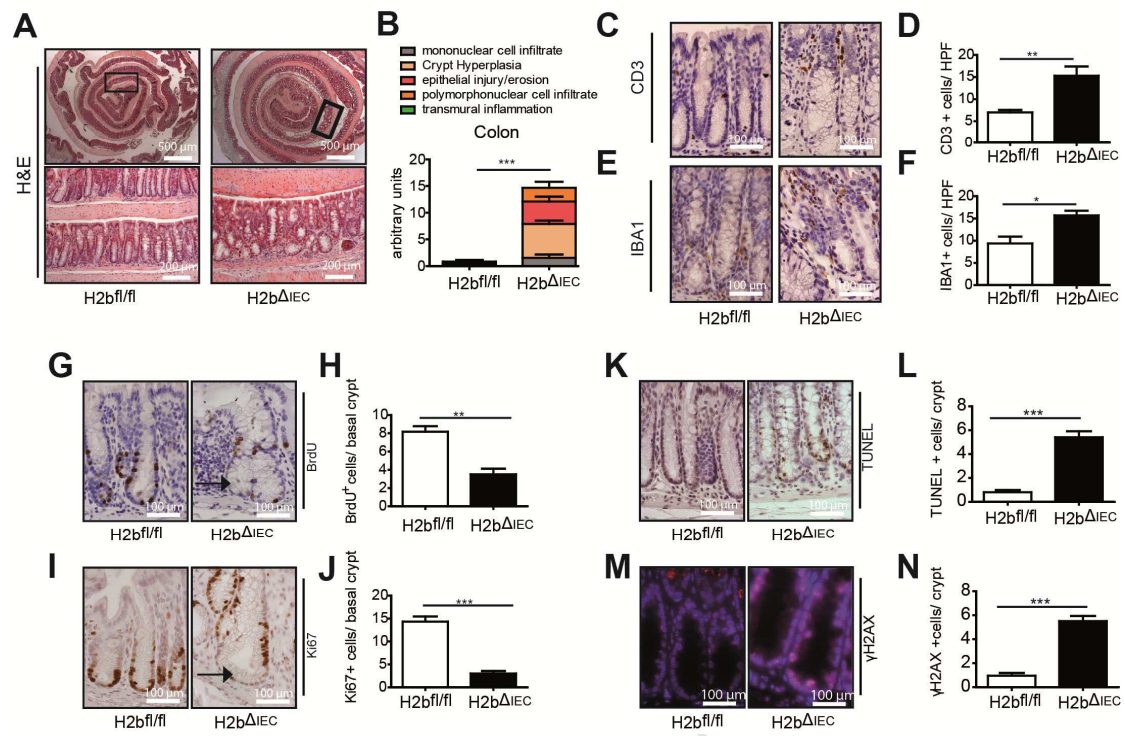 A
H&E
500 µm
500 µm
200 µm
200 µm
H2bfl/fl
H2bΔIEC
B
mononuclear cell infiltrate
Crypt Hyperplasia
epithelial injury/erosion
polymorphonuclear cell infiltrate
transmural inflammation
Colon
arbitrary units
20
15
10
5
0
***
H2bfl/fl
H2bΔIEC
C
CD3
100 µm
100 µm
D
CD3 + cells/ HPF
20
15
10
5
0
**
H2bfl/fl
H2bΔIEC
E
IBA1
100 µm
100 µm
H2bfl/fl
H2bΔIEC
F
IBA1+ cells/ HPF
20
15
10
5
0
*
H2bfl/fl
H2bΔIEC
G
BrdU
100 µm
100 µm
H2bfl/fl
H2bΔIEC
H
BrdU+ cells/ basal crypt
10
8
6
4
2
0
**
H2bfl/fl
H2bΔIEC
I
Ki67
100 µm
100 µm
H2bfl/fl
H2bΔIEC
J
Ki67+ cells/ basal crypt
20
15
10
5
0
***
H2bfl/fl
H2bΔIEC
K
TUNEL
100 µm
100 µm
H2bfl/fl
H2bΔIEC
L
TUNEL + cells/ crypt
8
6
4
2
0
***
H2bfl/fl
H2bΔIEC
M
γH2AX
100 µm
100 µm
H2bfl/fl
H2bΔIEC
N
γH2AX +cells/ crypt
8
6
4
2
0
***
H2bfl/fl
H2bΔIEC